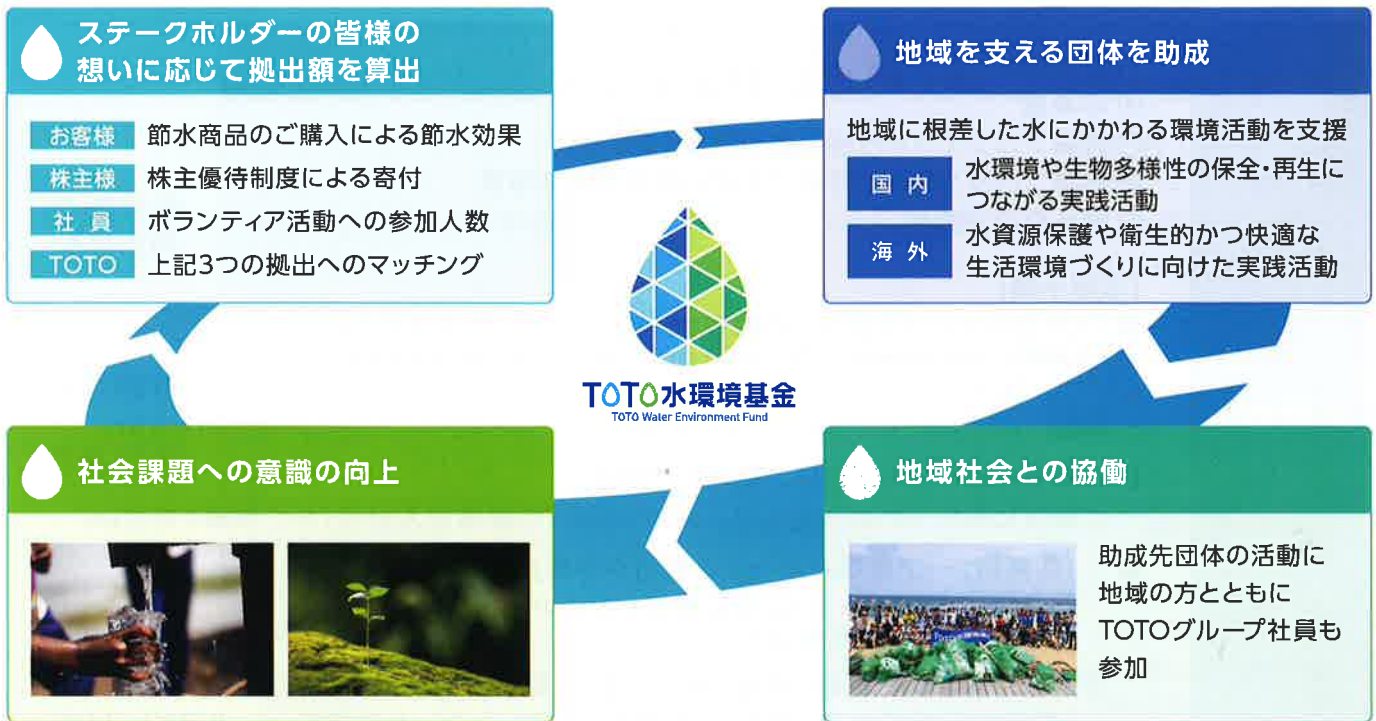 ステークホルダーの皆様の
想いに応じて拠出額を算出
お客様 節水商品のご購入による節水効果
株主様 株主優待制度による寄付
社員 ボランティア活動への参加人数
TOTO 上記3つの拠出へのマッチング
地域を支える団体を助成
地域に根差した水にかかわる環境活動を支援
国内 水環境や生物多様性の保全・再生に
つながる実践活動
海外 水資源保護や衛生的かつ快適な
生活環境づくりに向けた実践活動
TOTO水環境基金
TOTO Water Environment Fund
社会課題への意識の向上
地域社会との協働
助成先団体の活動に
地域の方とともに
TOTOグループ社員も
参加